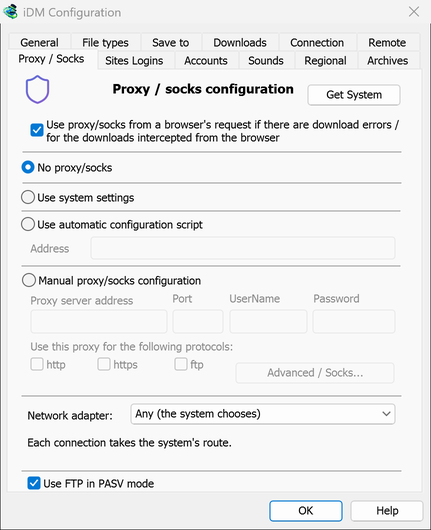 iDM Configuration
General
File types
Save to
Downloads
Connection
Remote
Proxy / Socks
Sites Logins
Accounts
Sounds
Regional
Archives
Proxy / socks configuration
Get System
Use proxy/socks from a browser's request if there are download errors /
for the downloads intercepted from the browser
No proxy/socks
Use system settings
Use automatic configuration script
Address
Manual proxy/socks configuration
Proxy server address
Port
UserName
Password
Use this proxy for the following protocols:
http
https
ftp
Advanced / Socks...
Network adapter:
Any (the system chooses)
Each connection takes the system's route.
Use FTP in PASV mode
OK
Help